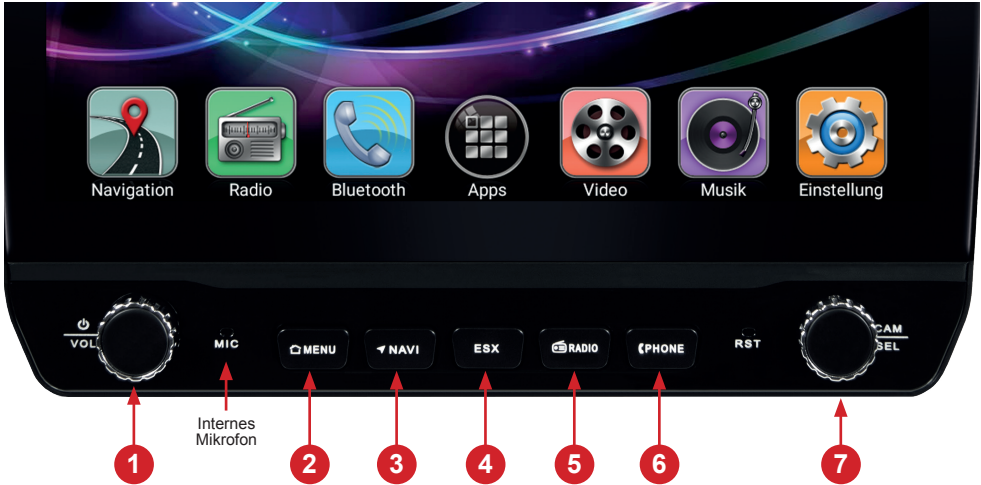 Navigation
Radio
Bluetooth
Apps
Video
Musik
Einstellung
VOL
MIC
MENU
NAVI
ESX
RADIO
PHONE
RST
CAM
SEL
Internes
Mikrofon
1
2
3
4
5
6
7